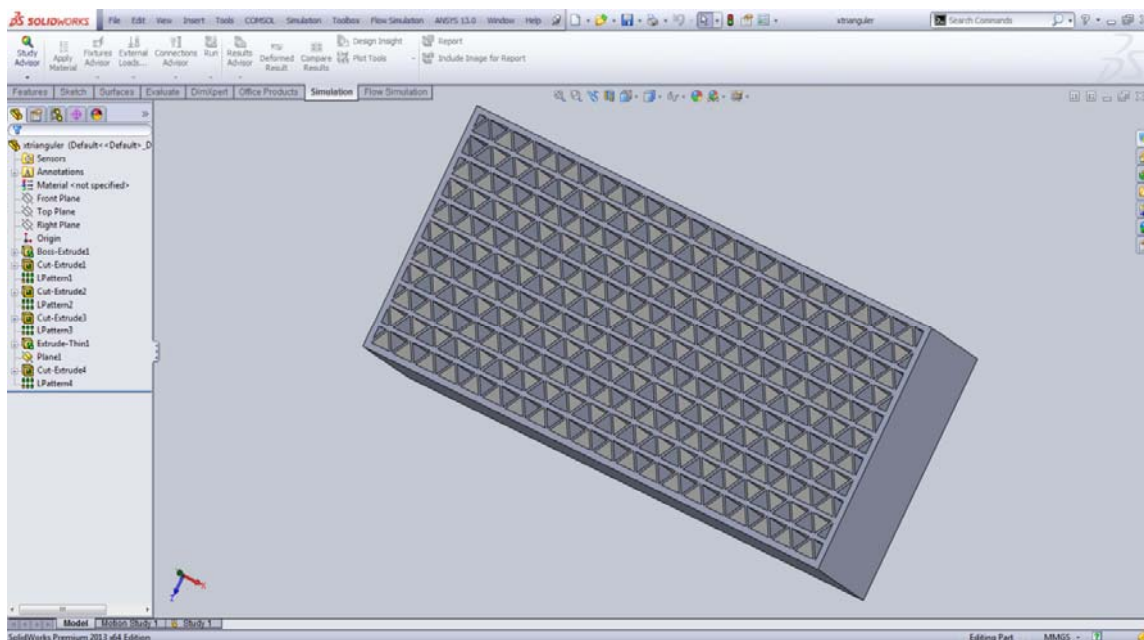 SOLIDWORKS File Edit View Insert Tools COMSOL Simulation Toolbox Flow Simulation ANSYS 13.0 Window Help xtrianguler Search Commands
Study Advisor
Apply Material
Fixtures Advisor
External Loads...
Connections Advisor
Run
Results Advisor
Deformed Result
Compare Results
Design Insight
Plot Tools
Report
Include Image for Report
Features Sketch Surfaces Evaluate DimXpert Office Products Simulation Flow Simulation
xtrianguler (Default<<Default>_D
Sensors
Annotations
Material <not specified>
Front Plane
Top Plane
Right Plane
Origin
Boss-Extrude1
Cut-Extrude1
LPattern1
Cut-Extrude2
LPattern2
Cut-Extrude3
LPattern3
Extrude-Thin1
Plane1
Cut-Extrude4
LPattern4
X
Z
Model Motion Study 1 Study 1
SolidWorks Premium 2013 x64 Edition Editing Part MMGS